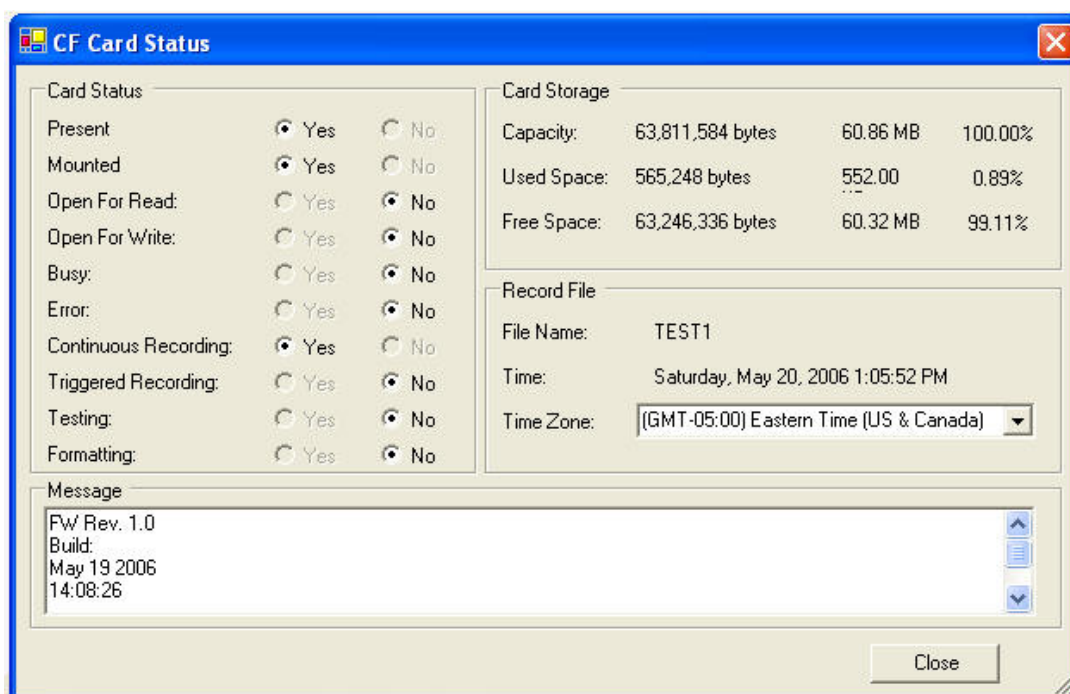 CF Card Status
Card Status
Present Yes No
Mounted Yes No
Open For Read: Yes No
Open For Write: Yes No
Busy: Yes No
Error: Yes No
Continuous Recording: Yes No
Triggered Recording: Yes No
Testing: Yes No
Formatting: Yes No
Card Storage
Capacity: 63,811,584 bytes 60.86 MB 100.00%
Used Space: 565,248 bytes 552.00 0.89%
Free Space: 63,246,336 bytes 60.32 MB 99.11%
Record File
File Name: TEST1
Time: Saturday, May 20, 2006 1:05:52 PM
Time Zone: (GMT-05:00) Eastern Time (US & Canada)
Message
FW Rev. 1.0
Build:
May 19 2006
14:08:26
Close